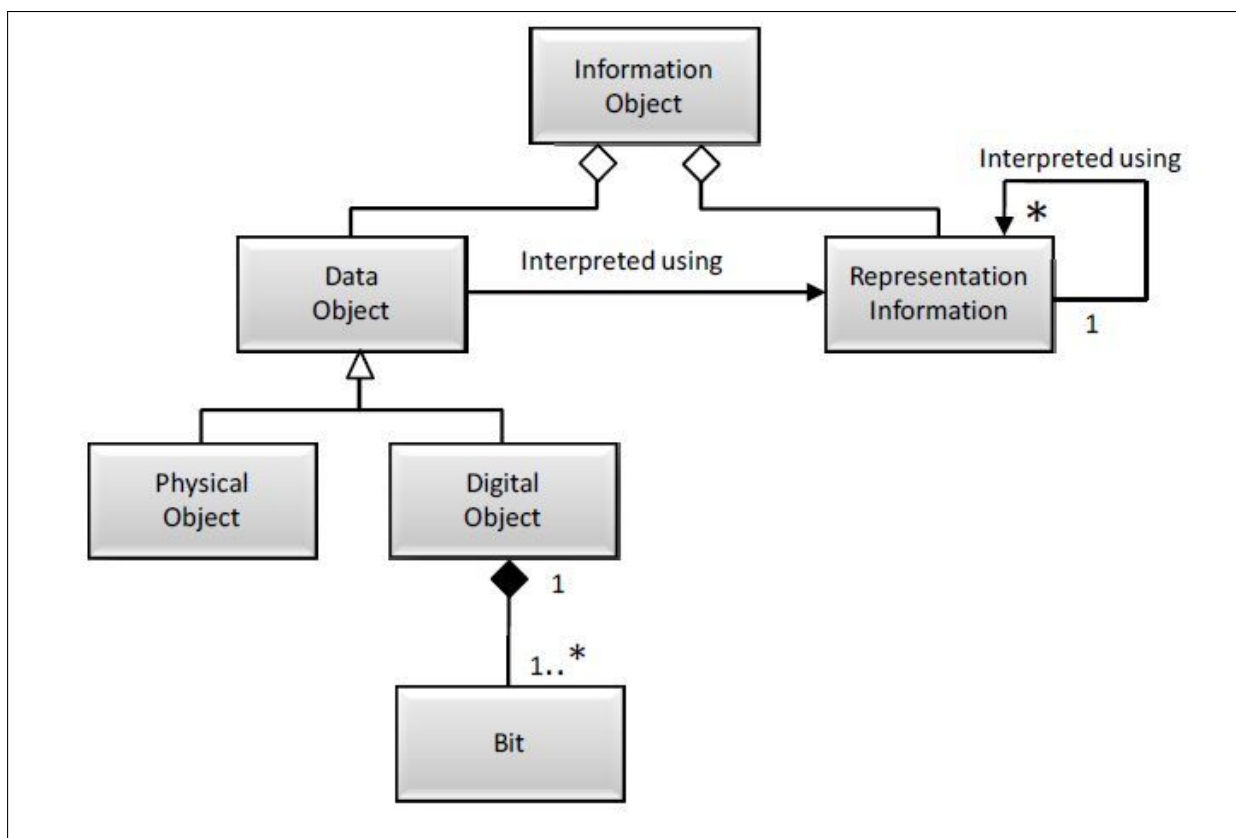 Information
Object
Interpreted using
*
Data
Object
Interpreted using
Representation
Information
1
Physical
Object
Digital
Object
1
1..*
Bit